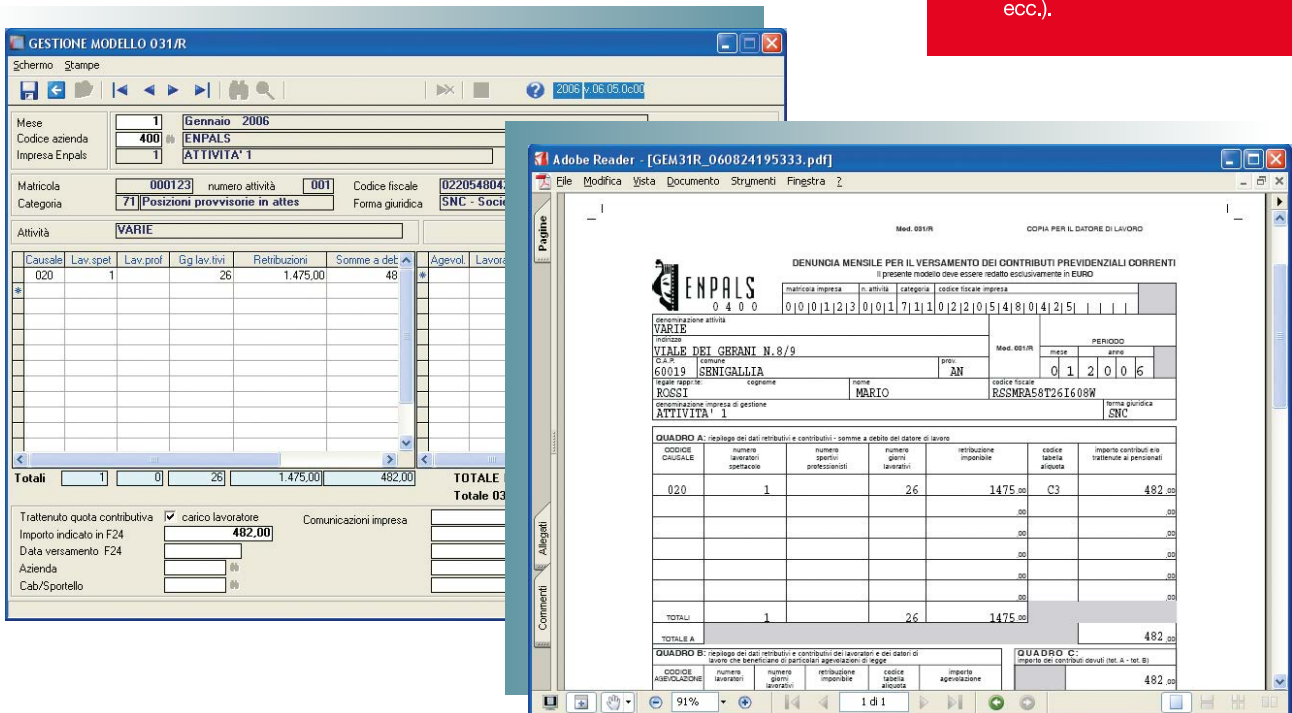 ecc.).
GESTIONE MODELLO 031/R
Schermo Stampe
2006 v.06.05.0c00
Mese 1 Gennaio 2006
Codice azienda 400 ENPALS
Impresa Enpals 1 ATTIVITA' 1
Matricola 000123 numero attività 001 Codice fiscale
Categoria 71 Posizioni provvisorie in attes Forma giuridica SNC - Socie
Attività VARIE
Causale Lav.spet Lav.prof Gg lav.tivi Retribuzioni Somme a deb Agevol. Lavora
020 1 26 1.475,00 48
Totali 1 0 26 1.475,00 482,00 TOTALE
Totale 03
Trattenuto quota contributiva carico lavoratore Comunicazioni impresa
Importo indicato in F24 482,00
Data versamento F24
Azienda
Cab/Sportello
Adobe Reader - [GEM31R_060824195333.pdf]
File Modifica Vista Documento Strumenti Finestra ?
Pagine
Allegati
Commenti
Mod. 031/R COPIA PER IL DATORE DI LAVORO
DENUNCIA MENSILE PER IL VERSAMENTO DEI CONTRIBUTI PREVIDENZIALI CORRENTI
Il presente modello deve essere redatto esclusivamente in EURO
ENPALS
0400
matricola impresa n. attività categoria codice fiscale impresa
0|0|0|1|2|3 0|0|1 7|1 1 0|2|2|0|5|4|8|0|4|2|5|
denominazione attività
VARIE
indirizzo
VIALE DEI GERANI N.8/9
Mod. 031/R
PERIODO
mese anno
0 1 2 0 0 6
C.A.P. comune prov.
60019 SENIGALLIA AN
legale rappr.te: cognome nome codice fiscale
ROSSI MARIO RSSMRA58T26I608W
denominazione impresa di gestione forma giuridica
ATTIVITA' 1 SNC
QUADRO A: riepilogo dei dati retributivi e contributivi - somme a debito del datore di lavoro
CODICE CAUSALE numero lavoratori spettacolo numero sportivi professionisti numero giorni lavorativi retribuzione imponibile codice tabella aliquota importo contributi e/o trattenute ai pensionati
020 1 26 1475,00 C3 482,00
,00 ,00
,00 ,00
,00 ,00
,00 ,00
,00 ,00
TOTALI 1 26 1475,00
TOTALE A 482,00
QUADRO B: riepilogo dei dati retributivi e contributivi dei lavoratori e dei datori di lavoro che beneficiano di particolari agevolazioni di legge
QUADRO C: importo dei contributi dovuti (tot. A - tot. B)
CODICE AGEVOLAZIONE numero lavoratori numero giorni lavorativi retribuzione imponibile codice tabella aliquota importo agevolazione
482,00
91% 1 di 1